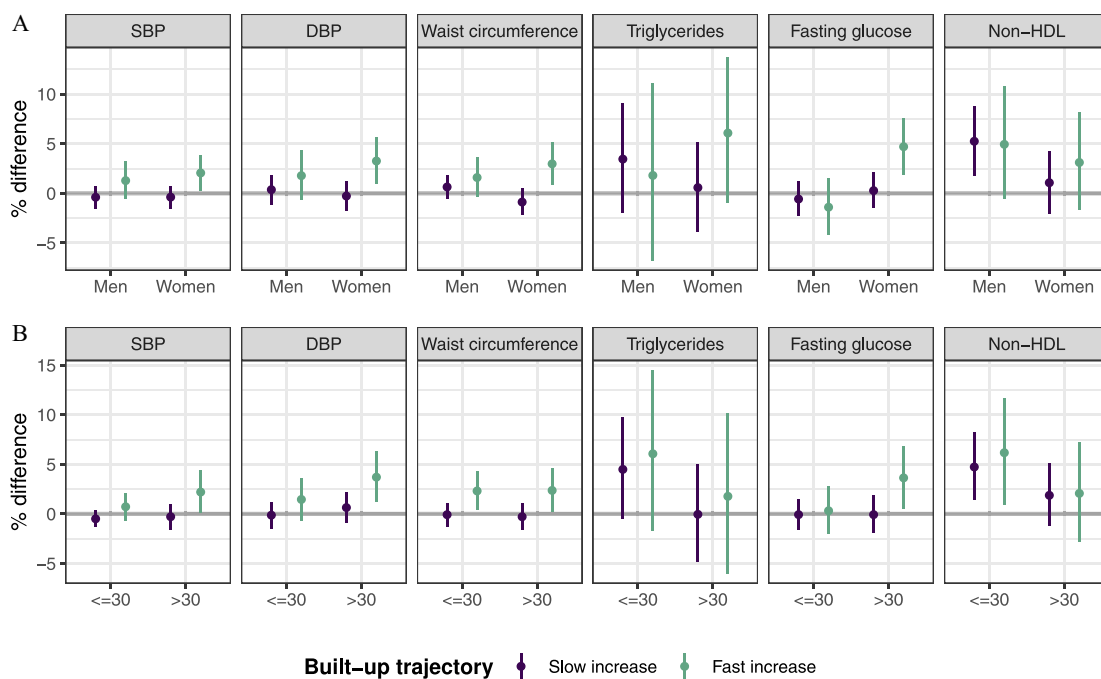 A
SBP DBP Waist circumference Triglycerides Fasting glucose Non−HDL
% difference
10
5
0
−5
Men Women Men Women Men Women Men Women Men Women Men Women
B
SBP DBP Waist circumference Triglycerides Fasting glucose Non−HDL
% difference
15
10
5
0
−5
<=30 >30 <=30 >30 <=30 >30 <=30 >30 <=30 >30 <=30 >30
Built−up trajectory Slow increase Fast increase